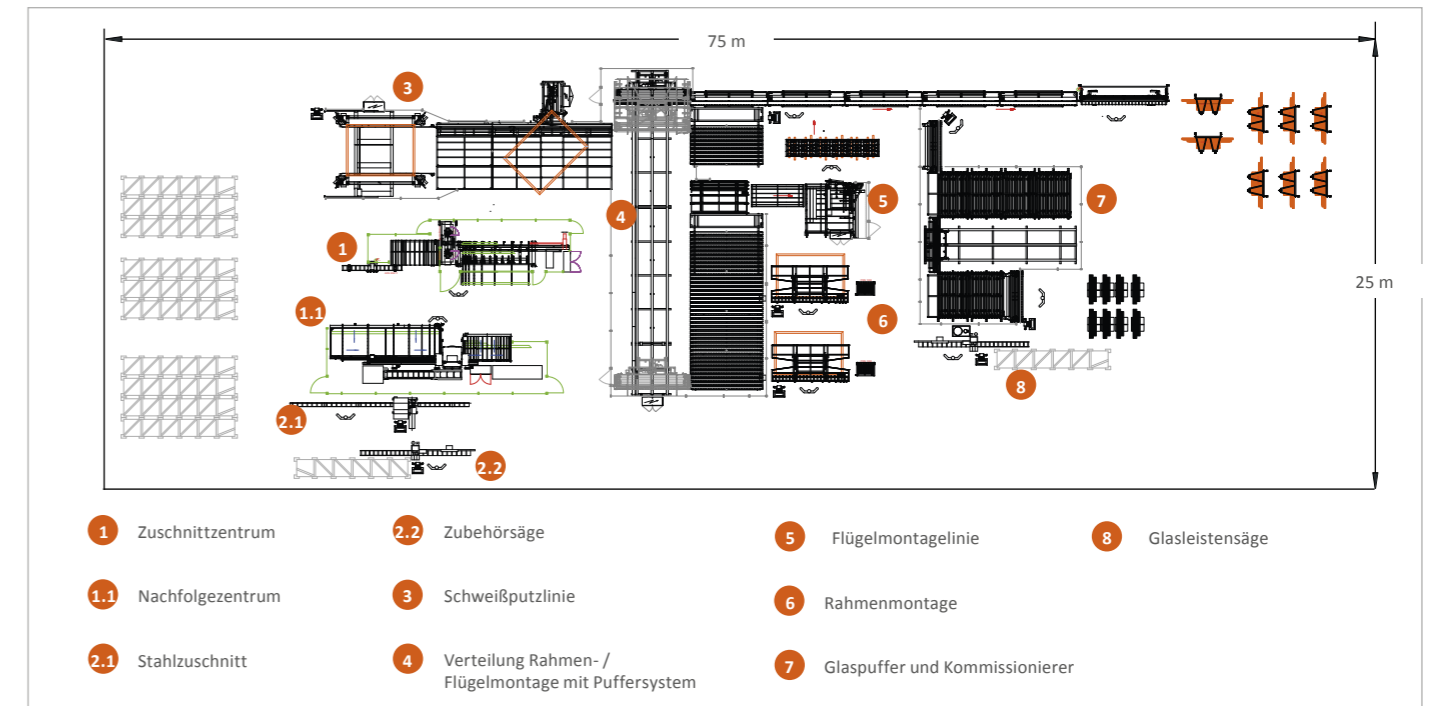 75 m
3
4
5
7
1
25 m
1.1
6
8
2.1
2.2
1 Zuschnittzentrum
2.2 Zubehörsäge
5 Flügelmontagelinie
8 Glasleistensäge
1.1 Nachfolgezentrum
3 Schweißputzlinie
6 Rahmenmontage
2.1 Stahlzuschnitt
4 Verteilung Rahmen- /
Flügelmontage mit Puffersystem
7 Glaspuffer und Kommissionierer